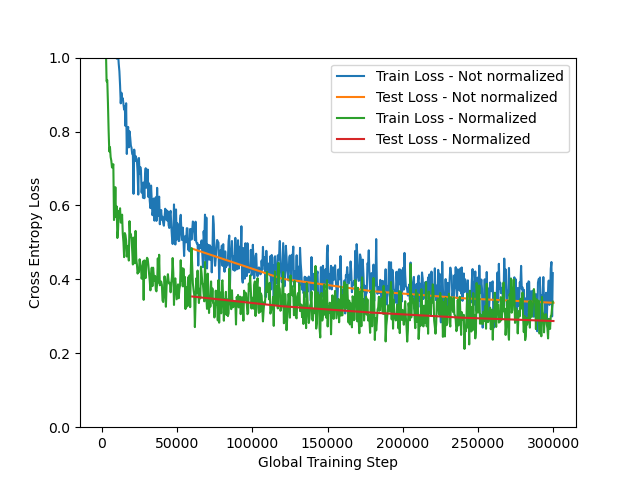 1.0
0.8
0.6
0.4
0.2
0.0
Cross Entropy Loss
Train Loss - Not normalized
Test Loss - Not normalized
Train Loss - Normalized
Test Loss - Normalized
0 50000 100000 150000 200000 250000 300000
Global Training Step